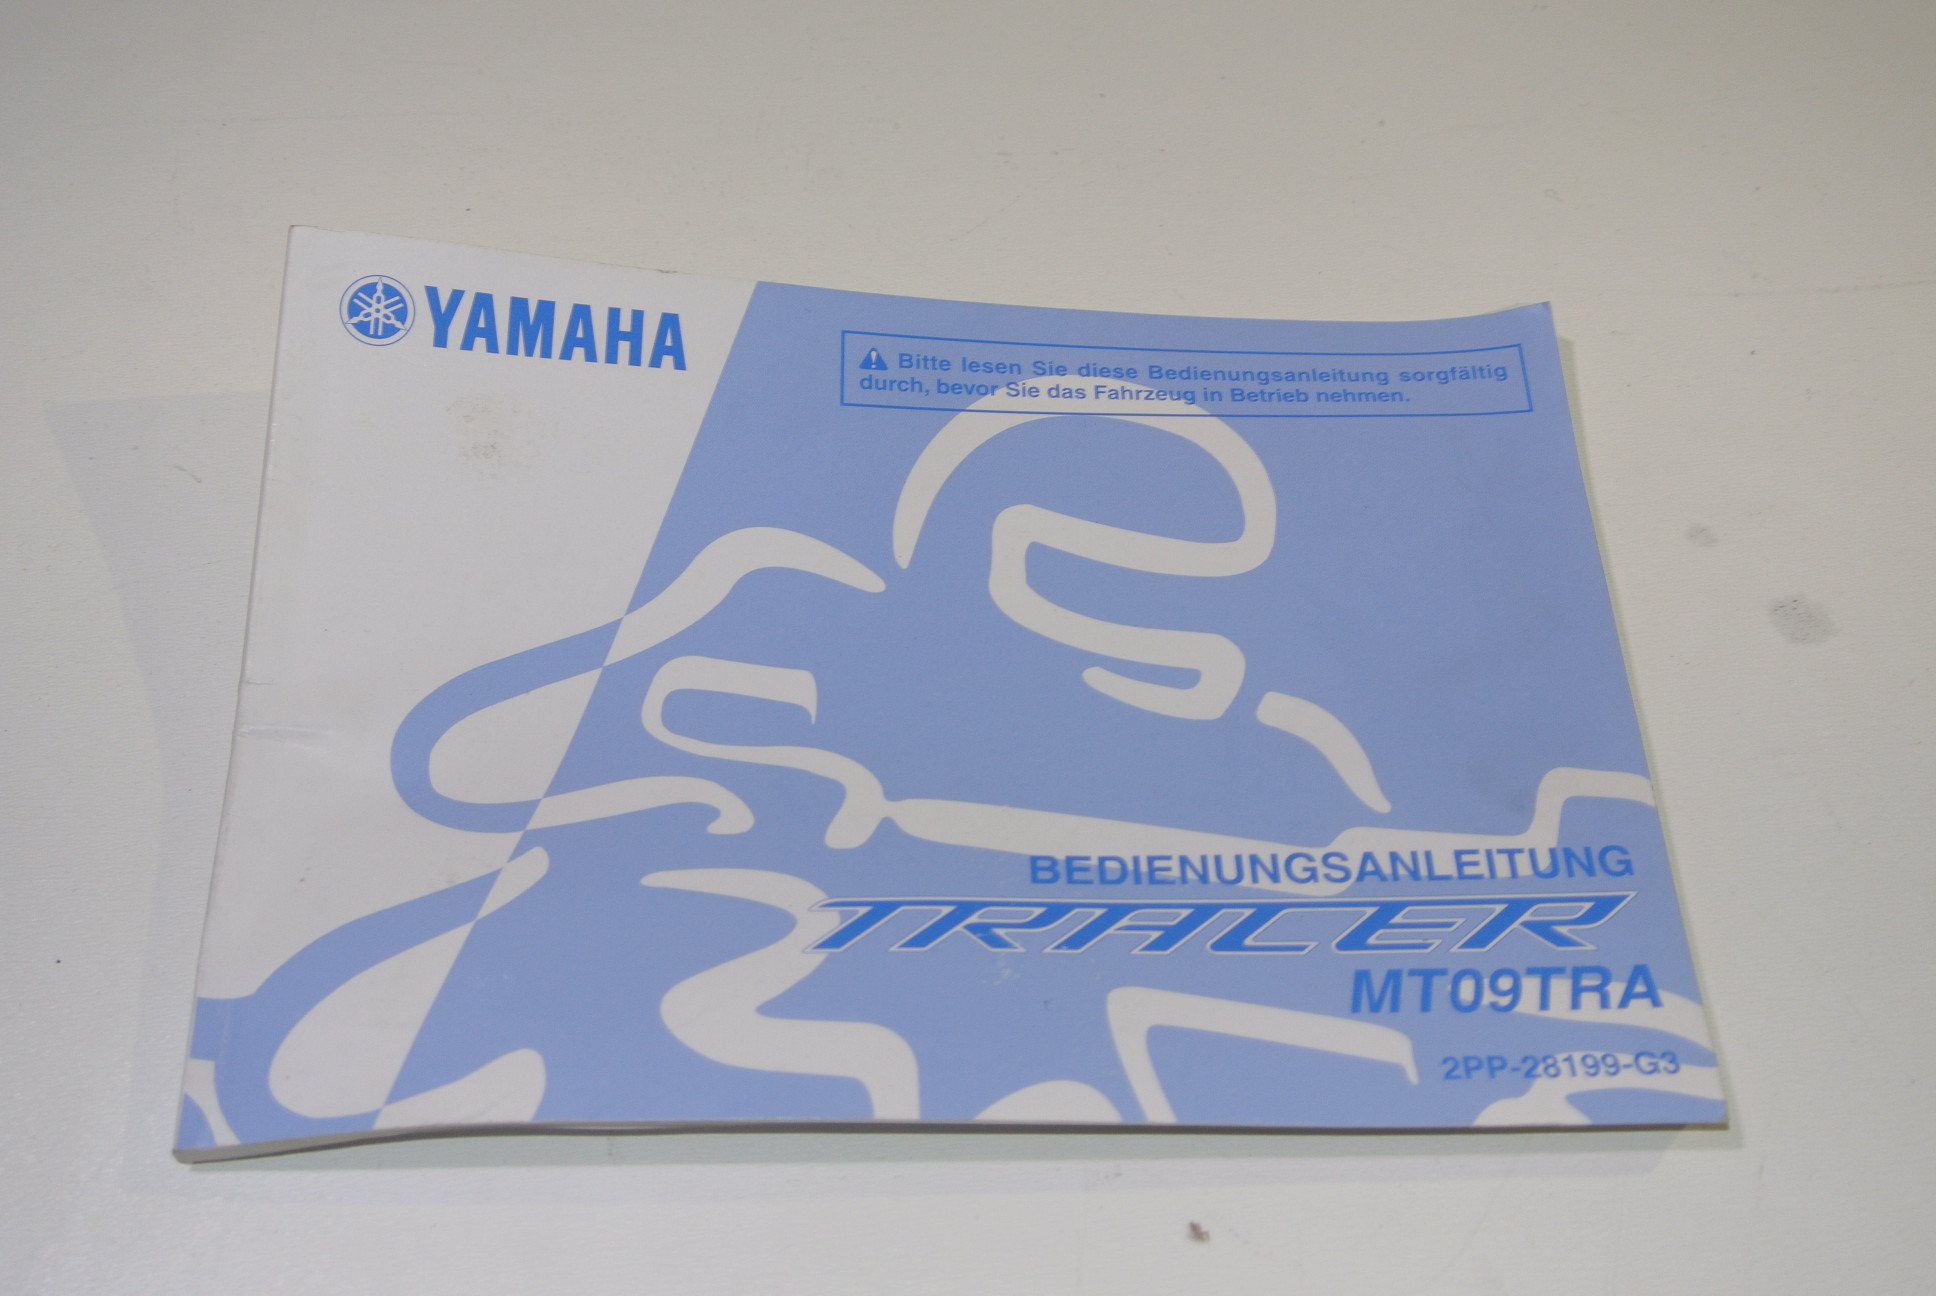 YAMAHA
⚠ Bitte lesen Sie diese Bedienungsanleitung sorgfältig
durch, bevor Sie das Fahrzeug in Betrieb nehmen.
BEDIENUNGSANLEITUNG
TRACER
MT09TRA
2PP-28199-G3